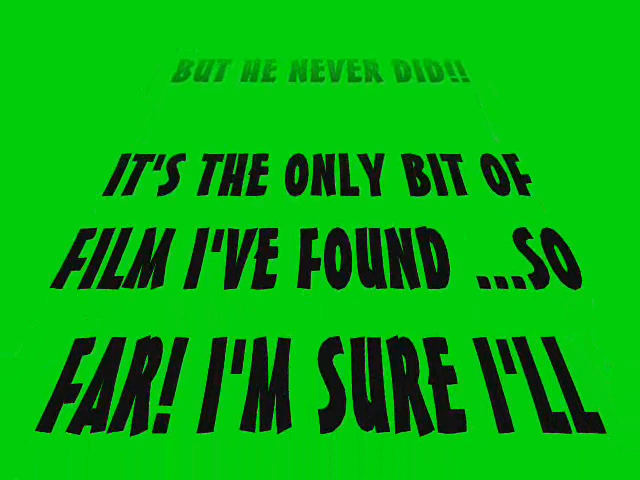 BUT HE NEVER DID!!
IT'S THE ONLY BIT OF
FILM I'VE FOUND ...SO
FAR! I'M SURE I'LL